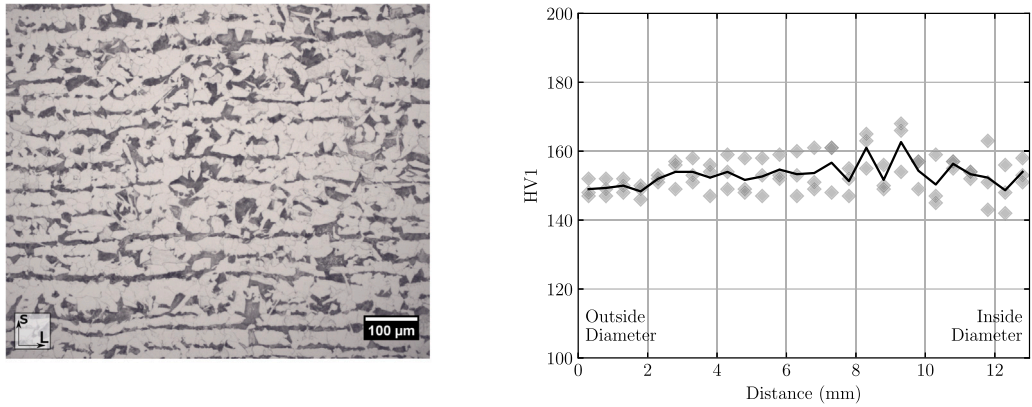 S
L
100 µm
200
180
160
140
120
100
HV1
Outside
Diameter
Inside
Diameter
0
2
4
6
8
10
12
Distance (mm)